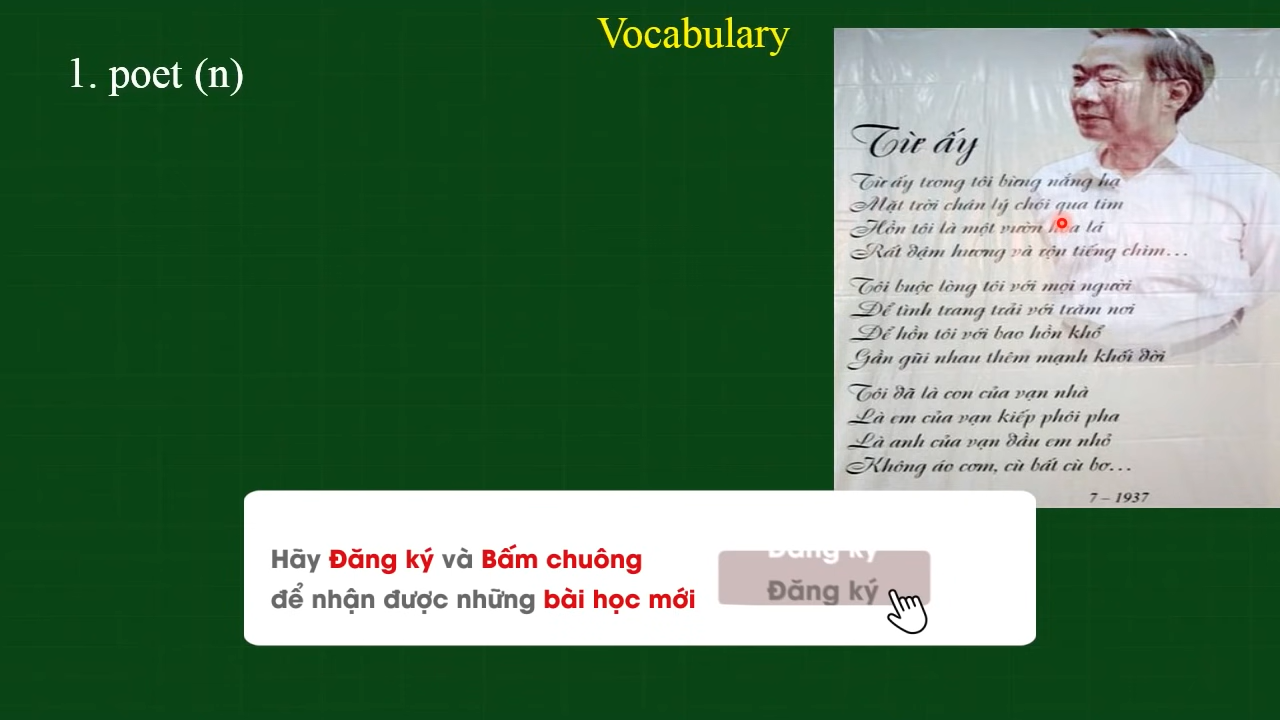 Vocabulary
1. poet (n)
Từ ấy
Từ ấy trong tôi bừng nắng hạ
Mặt trời chân lý chói qua tim
Hồn tôi là một vườn hoa lá
Rất đậm hương và rộn tiếng chim...
Tôi buộc lòng tôi với mọi người
Để tình trang trải với trăm nơi
Để hồn tôi với bao hồn khổ
Gần gũi nhau thêm mạnh khối đời
Tôi đã là con của vạn nhà
Là em của vạn kiếp phôi pha
Là anh của vạn đầu em nhỏ
Không áo cơm, cù bất cù bơ...
7 – 1937
Hãy Đăng ký và Bấm chuông
để nhận được những bài học mới
Đăng ký
Đăng ký